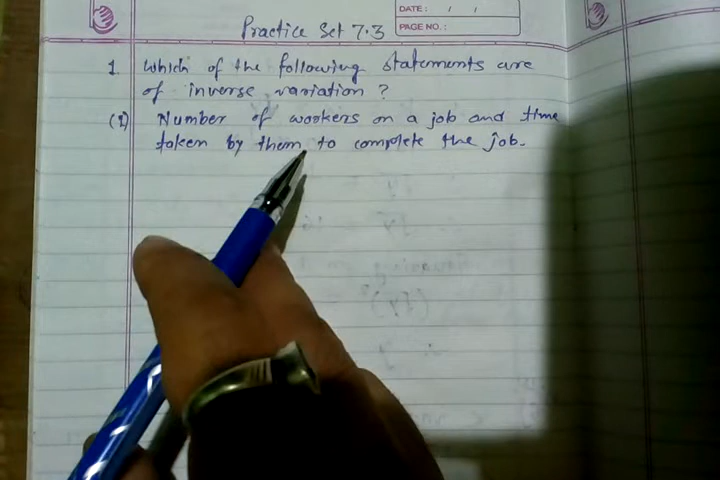 DATE: / /
PAGE NO.:
Practice Set 7.3
1. Which of the following statements are
of inverse variation ?
(1) Number of workers on a job and time
taken by them to complete the job.